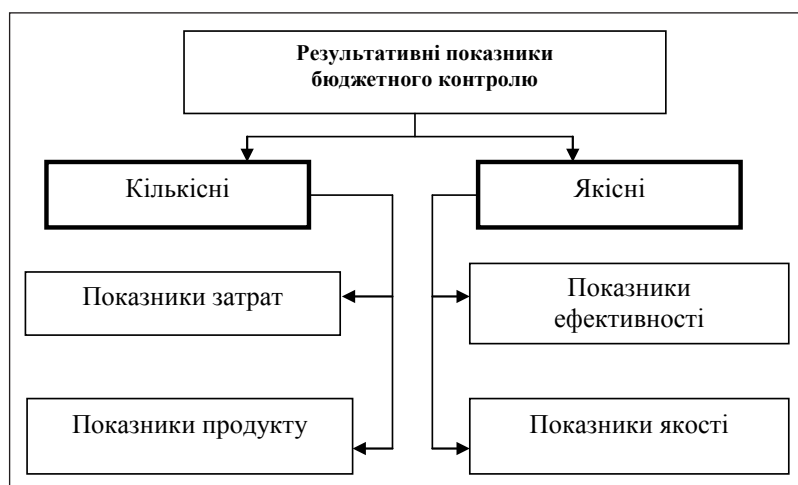 Результативні показники
бюджетного контролю
Кількісні
Якісні
Показники затрат
Показники
ефективності
Показники продукту
Показники якості